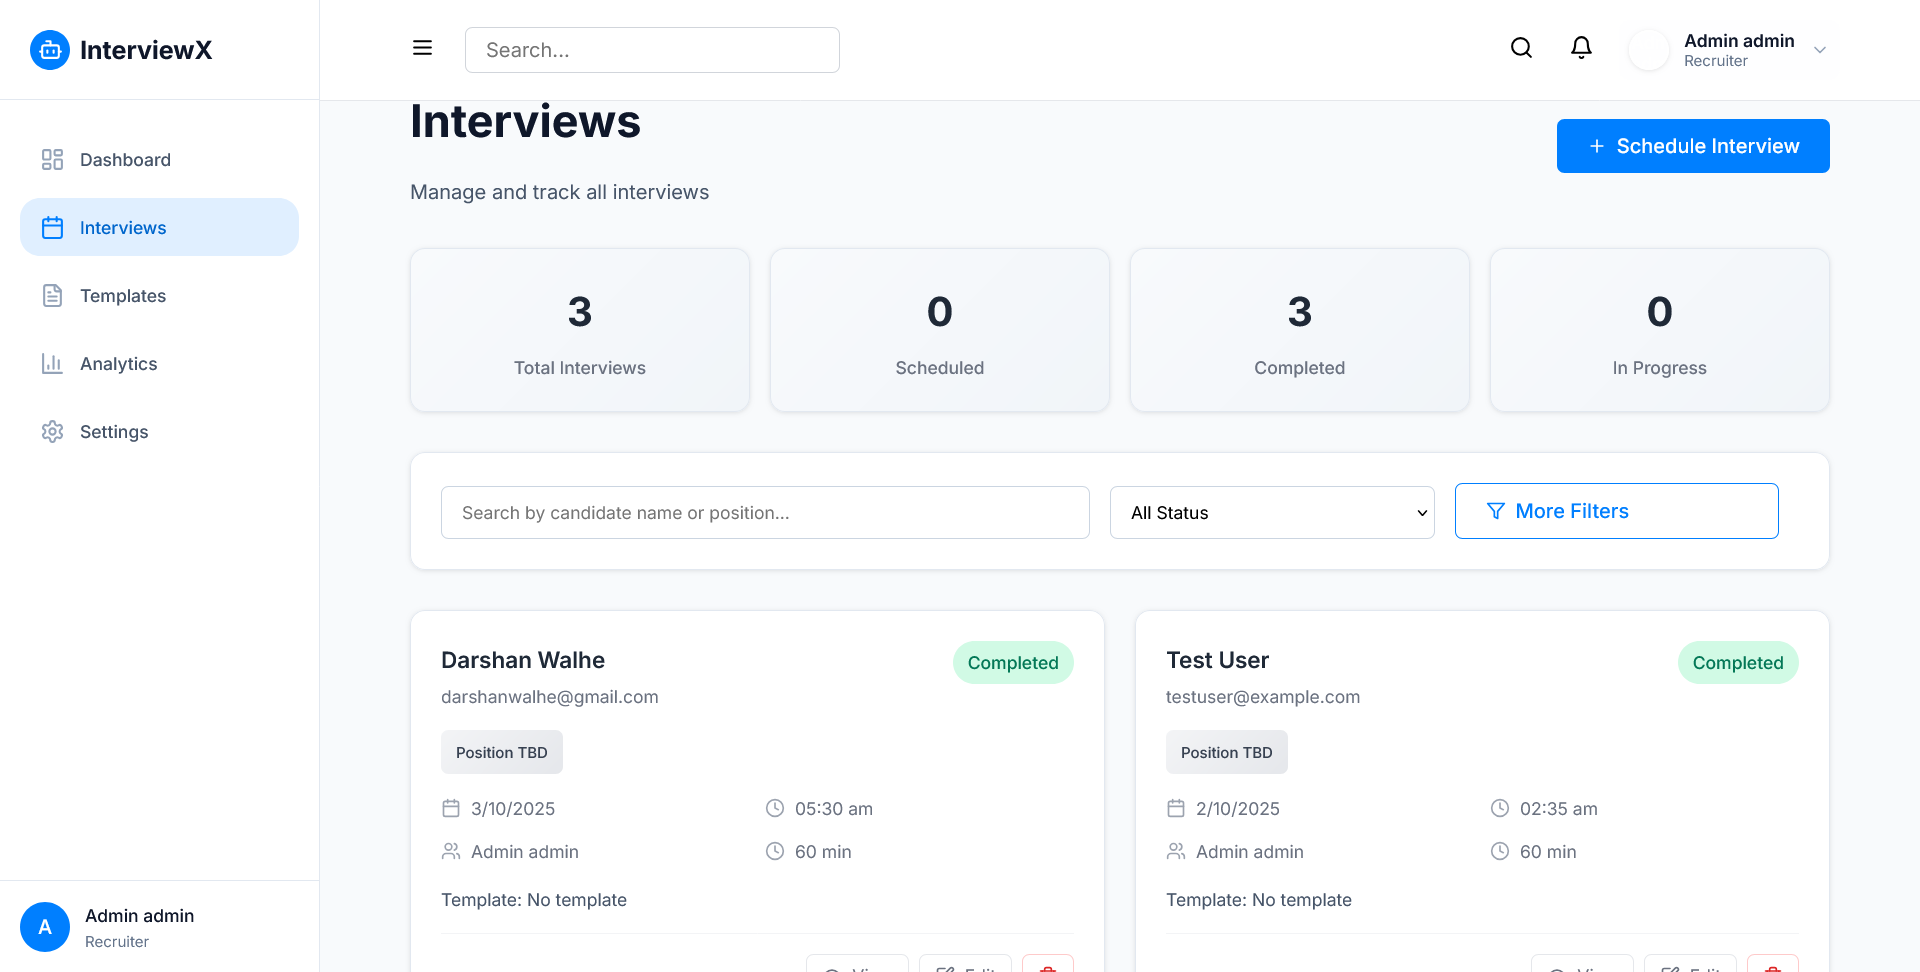 InterviewX
Search...
Admin admin
Recruiter
Dashboard
Interviews
Templates
Analytics
Settings
Admin admin
Recruiter
A
Interviews
Manage and track all interviews
+ Schedule Interview
3
Total Interviews
0
Scheduled
3
Completed
0
In Progress
Search by candidate name or position...
All Status
More Filters
Darshan Walhe
Completed
darshanwalhe@gmail.com
Position TBD
3/10/2025
05:30 am
Admin admin
60 min
Template: No template
Test User
Completed
testuser@example.com
Position TBD
2/10/2025
02:35 am
Admin admin
60 min
Template: No template